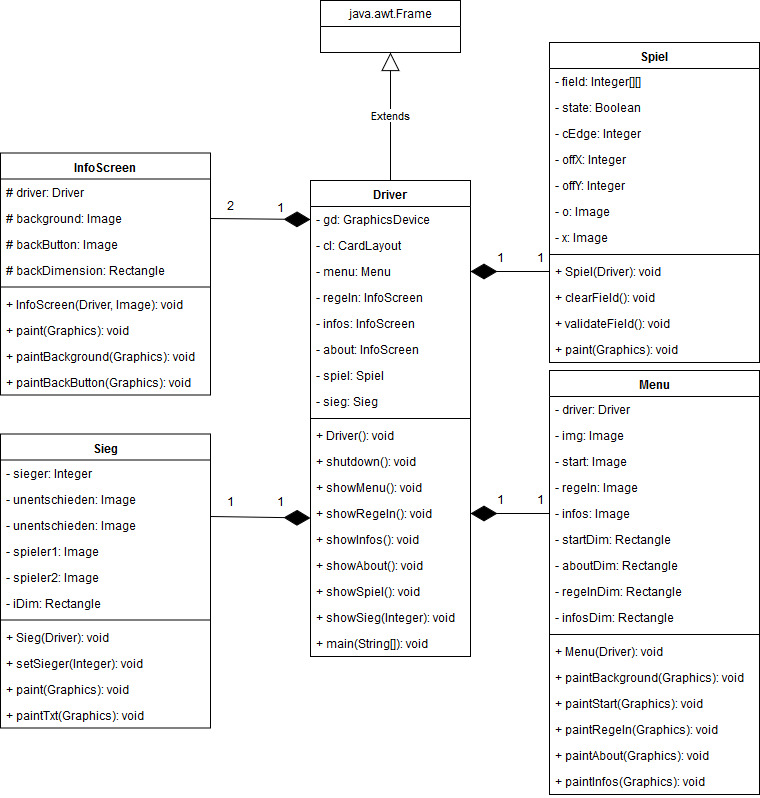 java.awt.Frame
Extends
InfoScreen
# driver: Driver
# background: Image
# backButton: Image
# backDimension: Rectangle
+ InfoScreen(Driver, Image): void
+ paint(Graphics): void
+ paintBackground(Graphics): void
+ paintBackButton(Graphics): void
2
1
Sieg
- sieger: Integer
- unentschieden: Image
- unentschieden: Image
- spieler1: Image
- spieler2: Image
- iDim: Rectangle
+ Sieg(Driver): void
+ setSieger(Integer): void
+ paint(Graphics): void
+ paintTxt(Graphics): void
1
1
Driver
- gd: GraphicsDevice
- cl: CardLayout
- menu: Menu
- regeln: InfoScreen
- infos: InfoScreen
- about: InfoScreen
- spiel: Spiel
- sieg: Sieg
+ Driver(): void
+ shutdown(): void
+ showMenu(): void
+ showRegeln(): void
+ showInfos(): void
+ showAbout(): void
+ showSpiel(): void
+ showSieg(Integer): void
+ main(String[]): void
1
1
Spiel
- field: Integer[][]
- state: Boolean
- cEdge: Integer
- offX: Integer
- offY: Integer
- o: Image
- x: Image
+ Spiel(Driver): void
+ clearField(): void
+ validateField(): void
+ paint(Graphics): void
1
1
Menu
- driver: Driver
- img: Image
- start: Image
- regeln: Image
- infos: Image
- startDim: Rectangle
- aboutDim: Rectangle
- regelnDim: Rectangle
- infosDim: Rectangle
+ Menu(Driver): void
+ paintBackground(Graphics): void
+ paintStart(Graphics): void
+ paintRegeln(Graphics): void
+ paintAbout(Graphics): void
+ paintInfos(Graphics): void